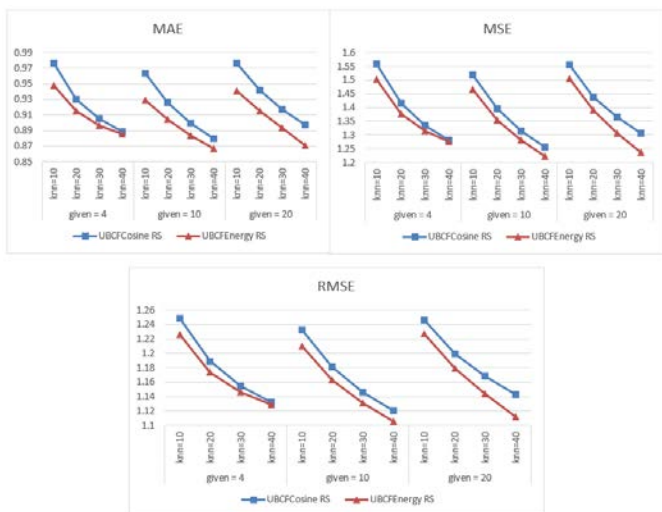 MAE
0.99
0.97
0.95
0.93
0.91
0.89
0.87
0.85
knn=10 knn=20 knn=30 knn=40 knn=10 knn=20 knn=30 knn=40 knn=10 knn=20 knn=30 knn=40
given = 4 given = 10 given = 20
UBCFCosine RS UBCFEnergy RS
MSE
1.6
1.55
1.5
1.45
1.4
1.35
1.3
1.25
1.2
knn=10 knn=20 knn=30 knn=40 knn=10 knn=20 knn=30 knn=40 knn=10 knn=20 knn=30 knn=40
given = 4 given = 10 given = 20
UBCFCosine RS UBCFEnergy RS
RMSE
1.26
1.24
1.22
1.2
1.18
1.16
1.14
1.12
1.1
knn=10 knn=20 knn=30 knn=40 knn=10 knn=20 knn=30 knn=40 knn=10 knn=20 knn=30 knn=40
given = 4 given = 10 given = 20
UBCFCosine RS UBCFEnergy RS